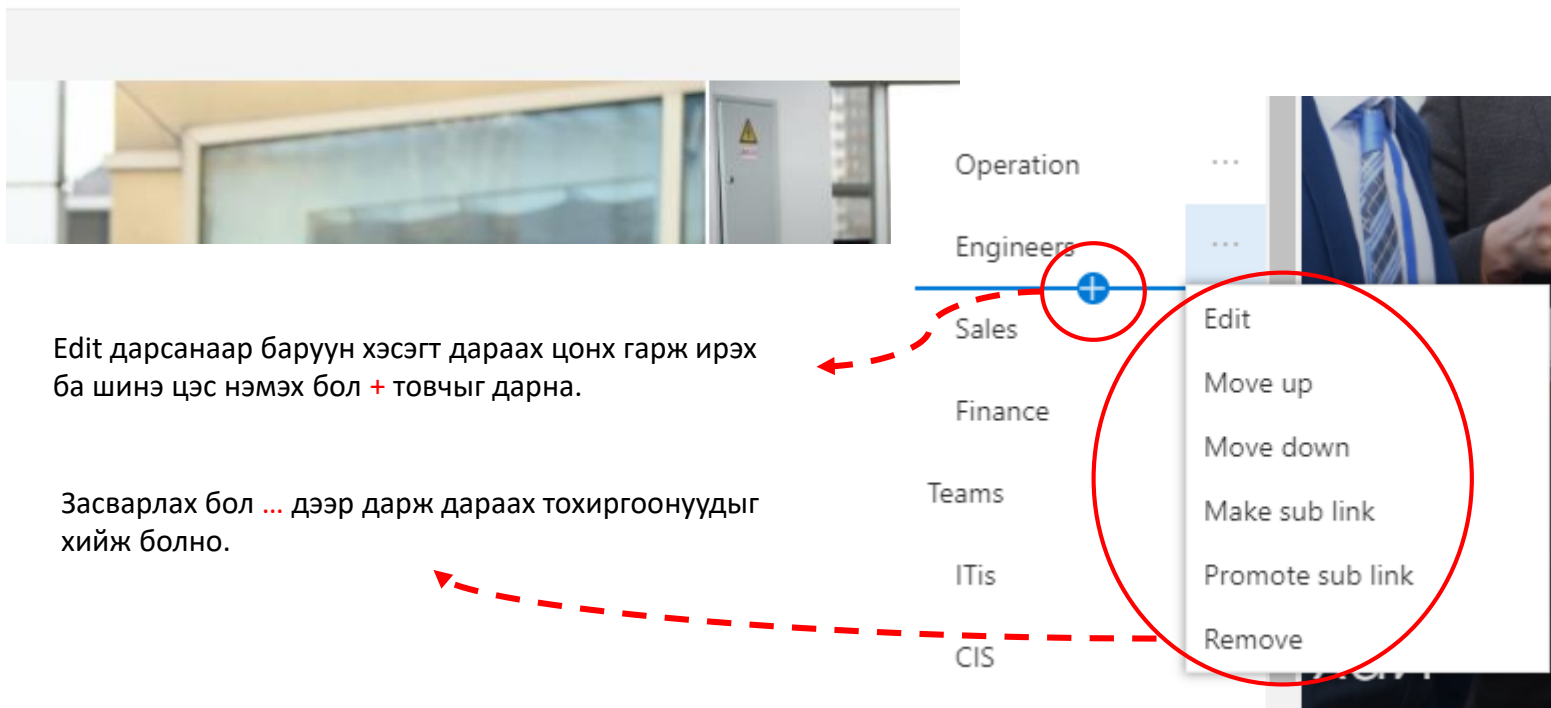 Operation
...
Engineers
...
Sales
Finance
Teams
ITis
CIS
Edit
Move up
Move down
Make sub link
Promote sub link
Remove
Edit дарсанаар баруун хэсэгт дараах цонх гарж ирэх
ба шинэ цэс нэмэх бол + товчыг дарна.
Засварлах бол ... дээр дарж дараах тохиргоонуудыг
хийж болно.